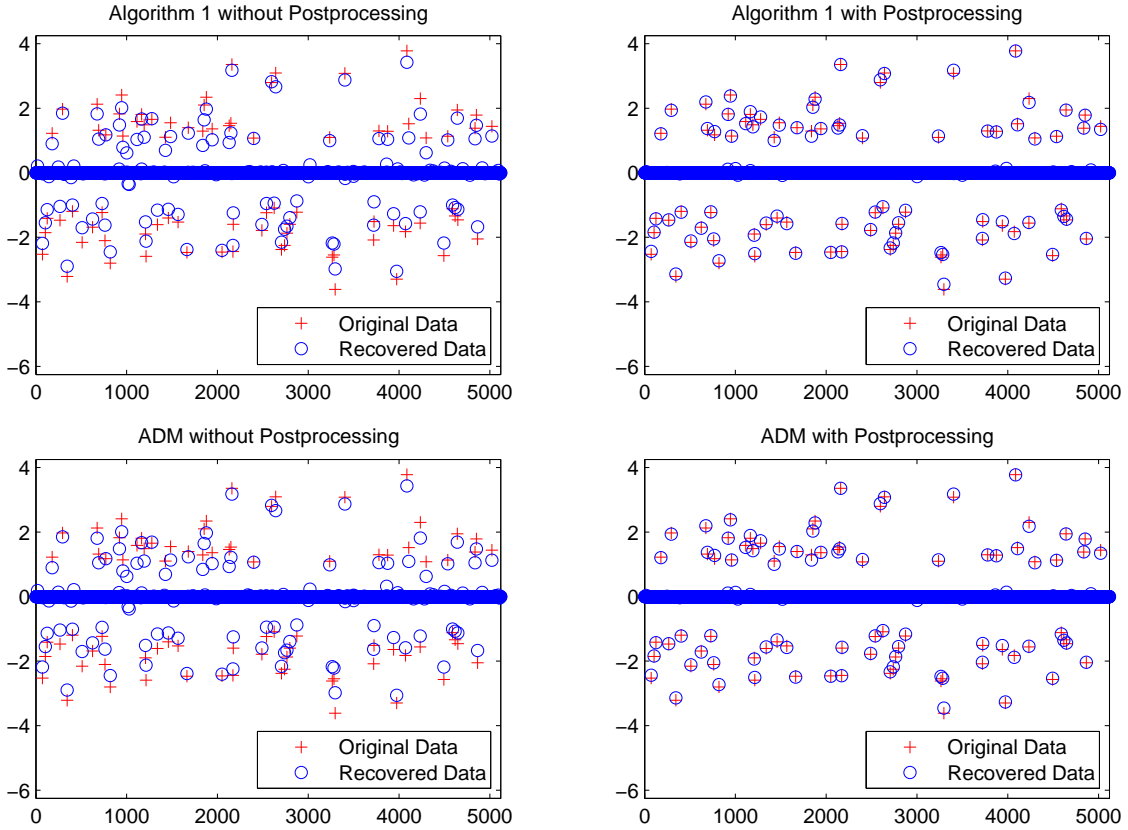 Algorithm 1 without Postprocessing
4
2
0
−2
−4
−6
Original Data
Recovered Data
0 1000 2000 3000 4000 5000
Algorithm 1 with Postprocessing
4
2
0
−2
−4
−6
Original Data
Recovered Data
0 1000 2000 3000 4000 5000
ADM without Postprocessing
4
2
0
−2
−4
−6
Original Data
Recovered Data
0 1000 2000 3000 4000 5000
ADM with Postprocessing
4
2
0
−2
−4
−6
Original Data
Recovered Data
0 1000 2000 3000 4000 5000